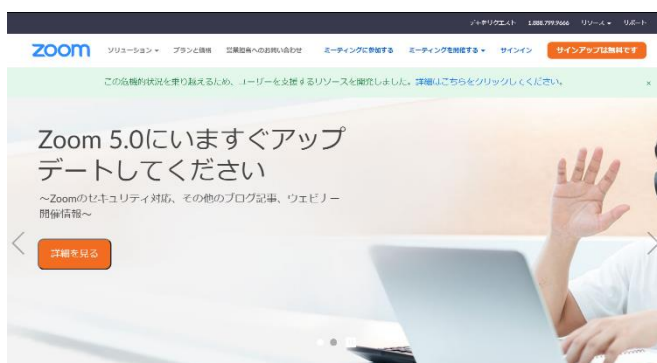 デモをリクエスト 1.888.799.9666 リソース サポート
zoom ソリューション プランと価格 営業担当へのお問い合わせ ミーティングに参加する ミーティングを開催する サインイン サインアップは無料です
この危機的状況を乗り越えるため、ユーザーを支援するリソースを開発しました。詳細はこちらをクリックしてください。 ×
Zoom 5.0にいますぐアップ
デートしてください
~Zoomのセキュリティ対応、その他のブログ記事、ウェビナー
開催情報~
詳細を見る